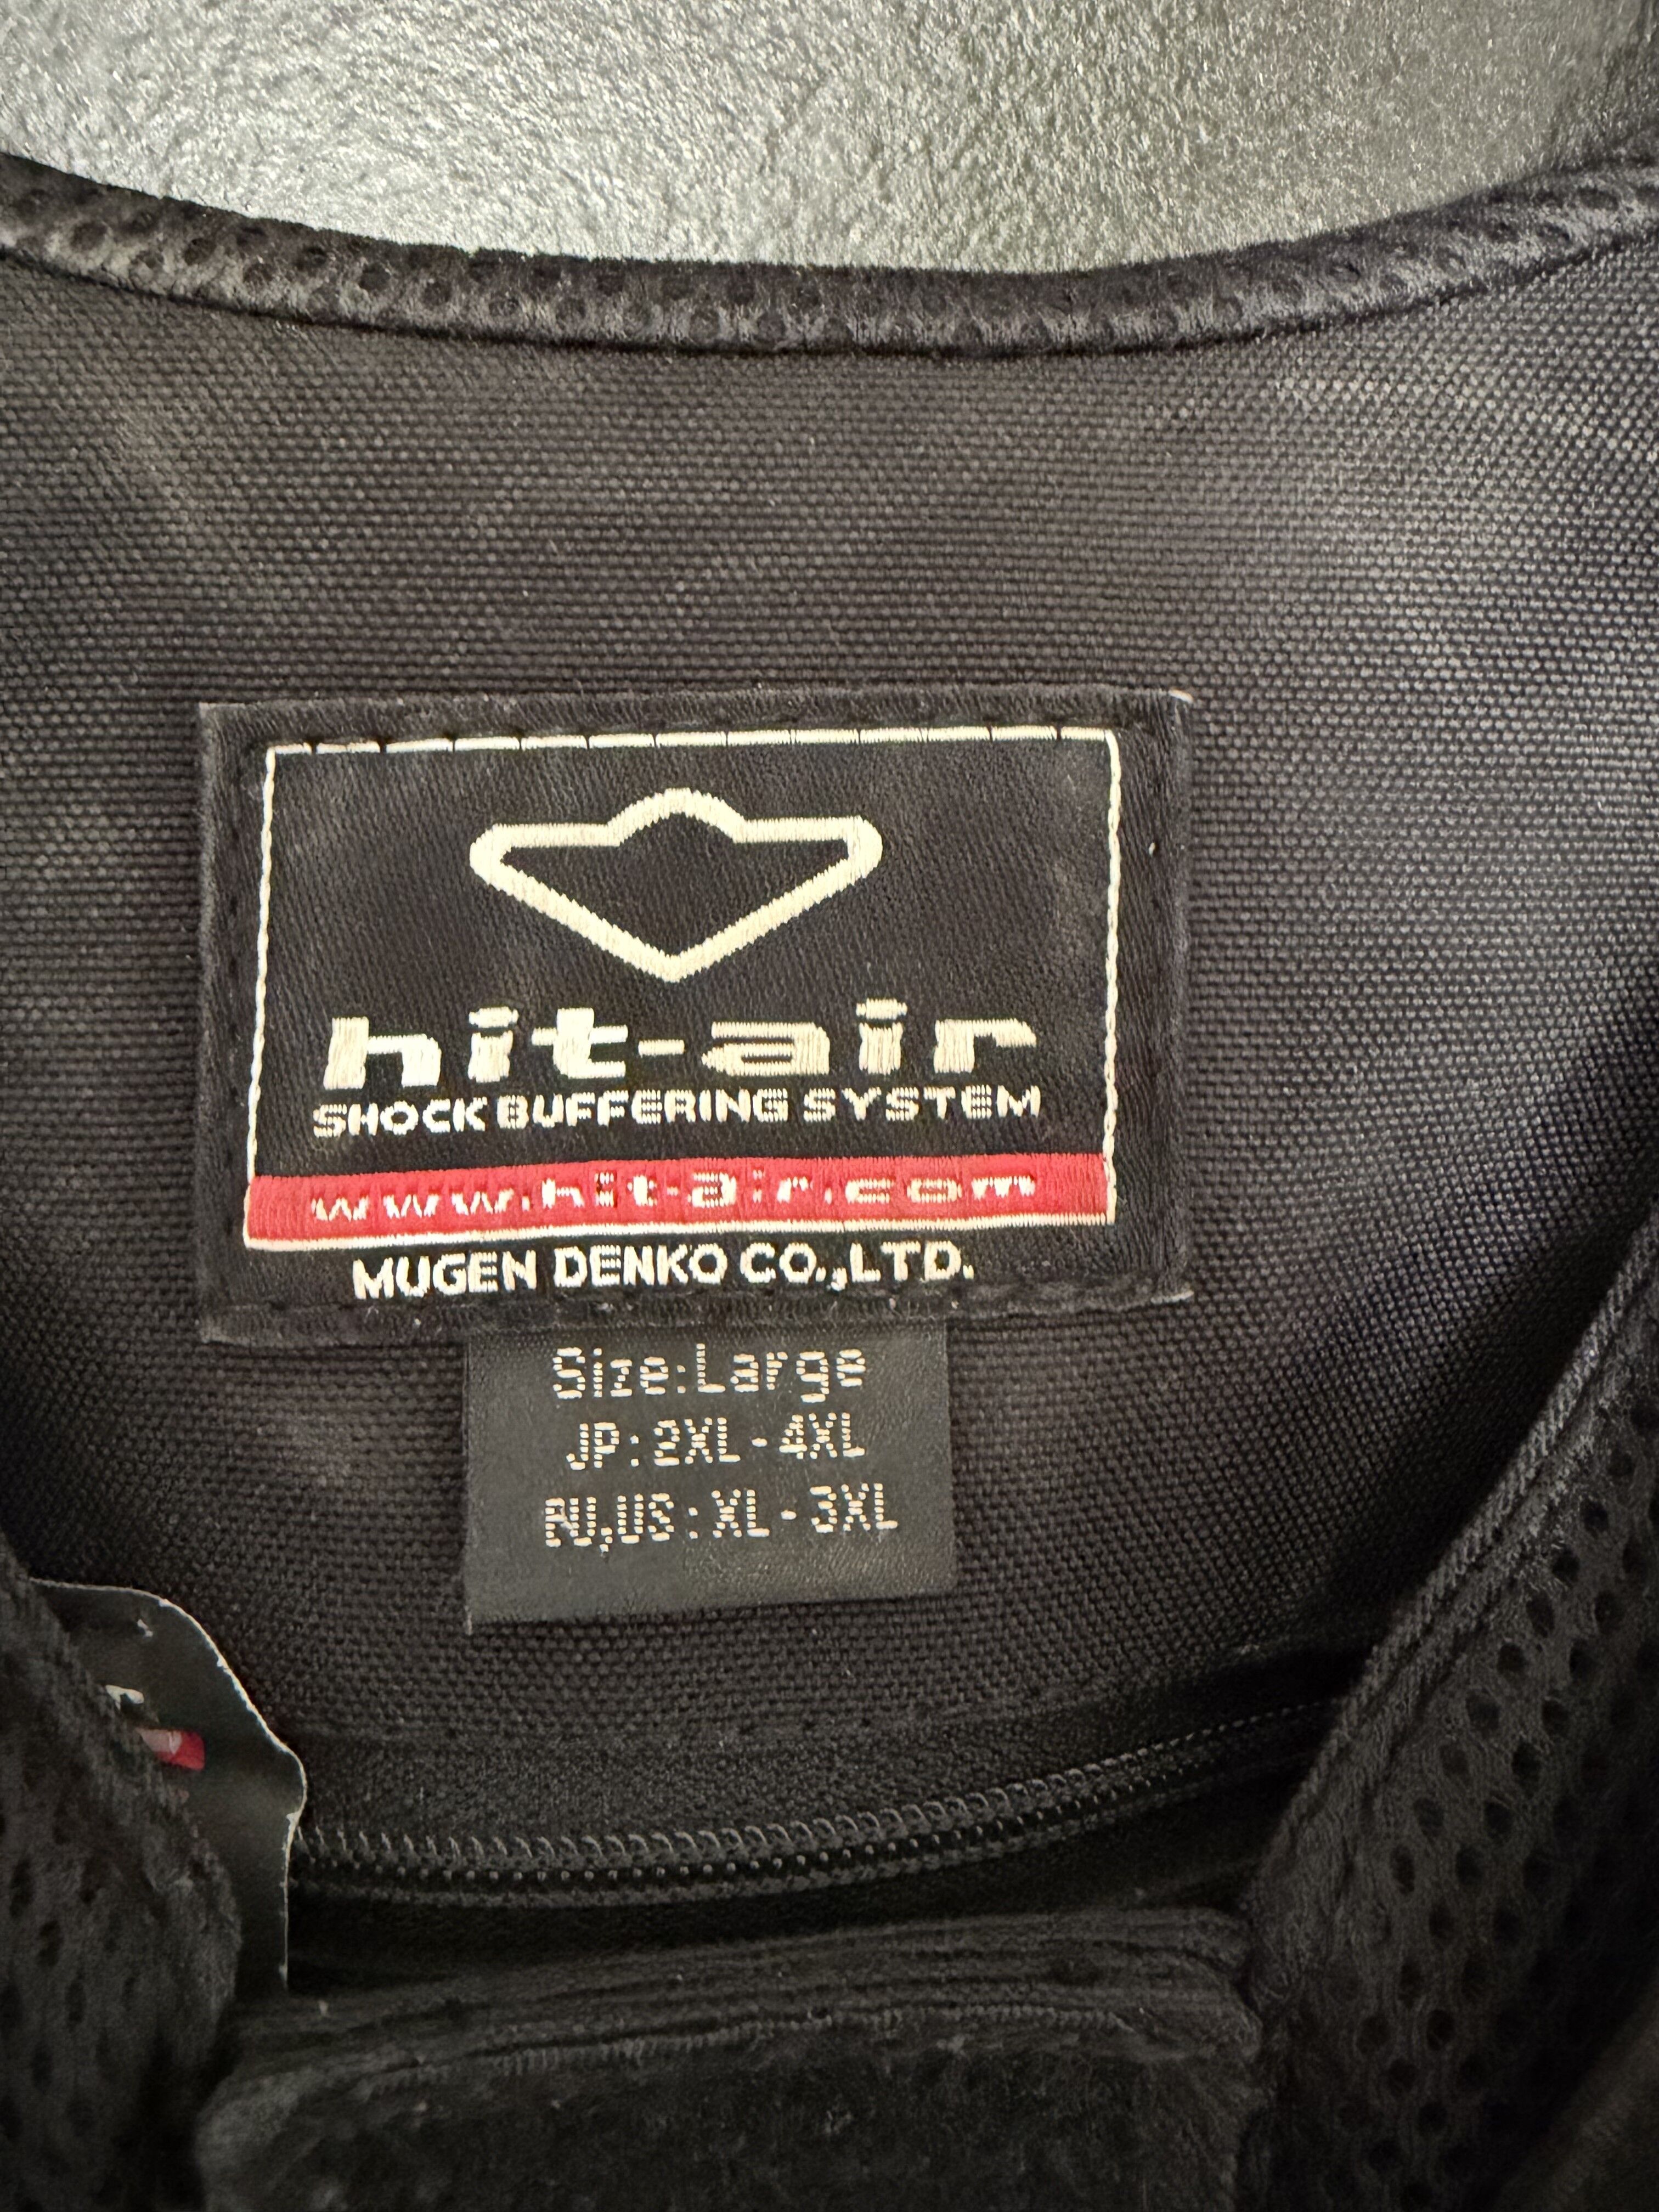 hit-air
SHOCK BUFFERING SYSTEM
www.hit-air.com
MUGEN DENKO CO.,LTD.
Size:Large
JP:2XL-4XL
RU,US:XL-3XL